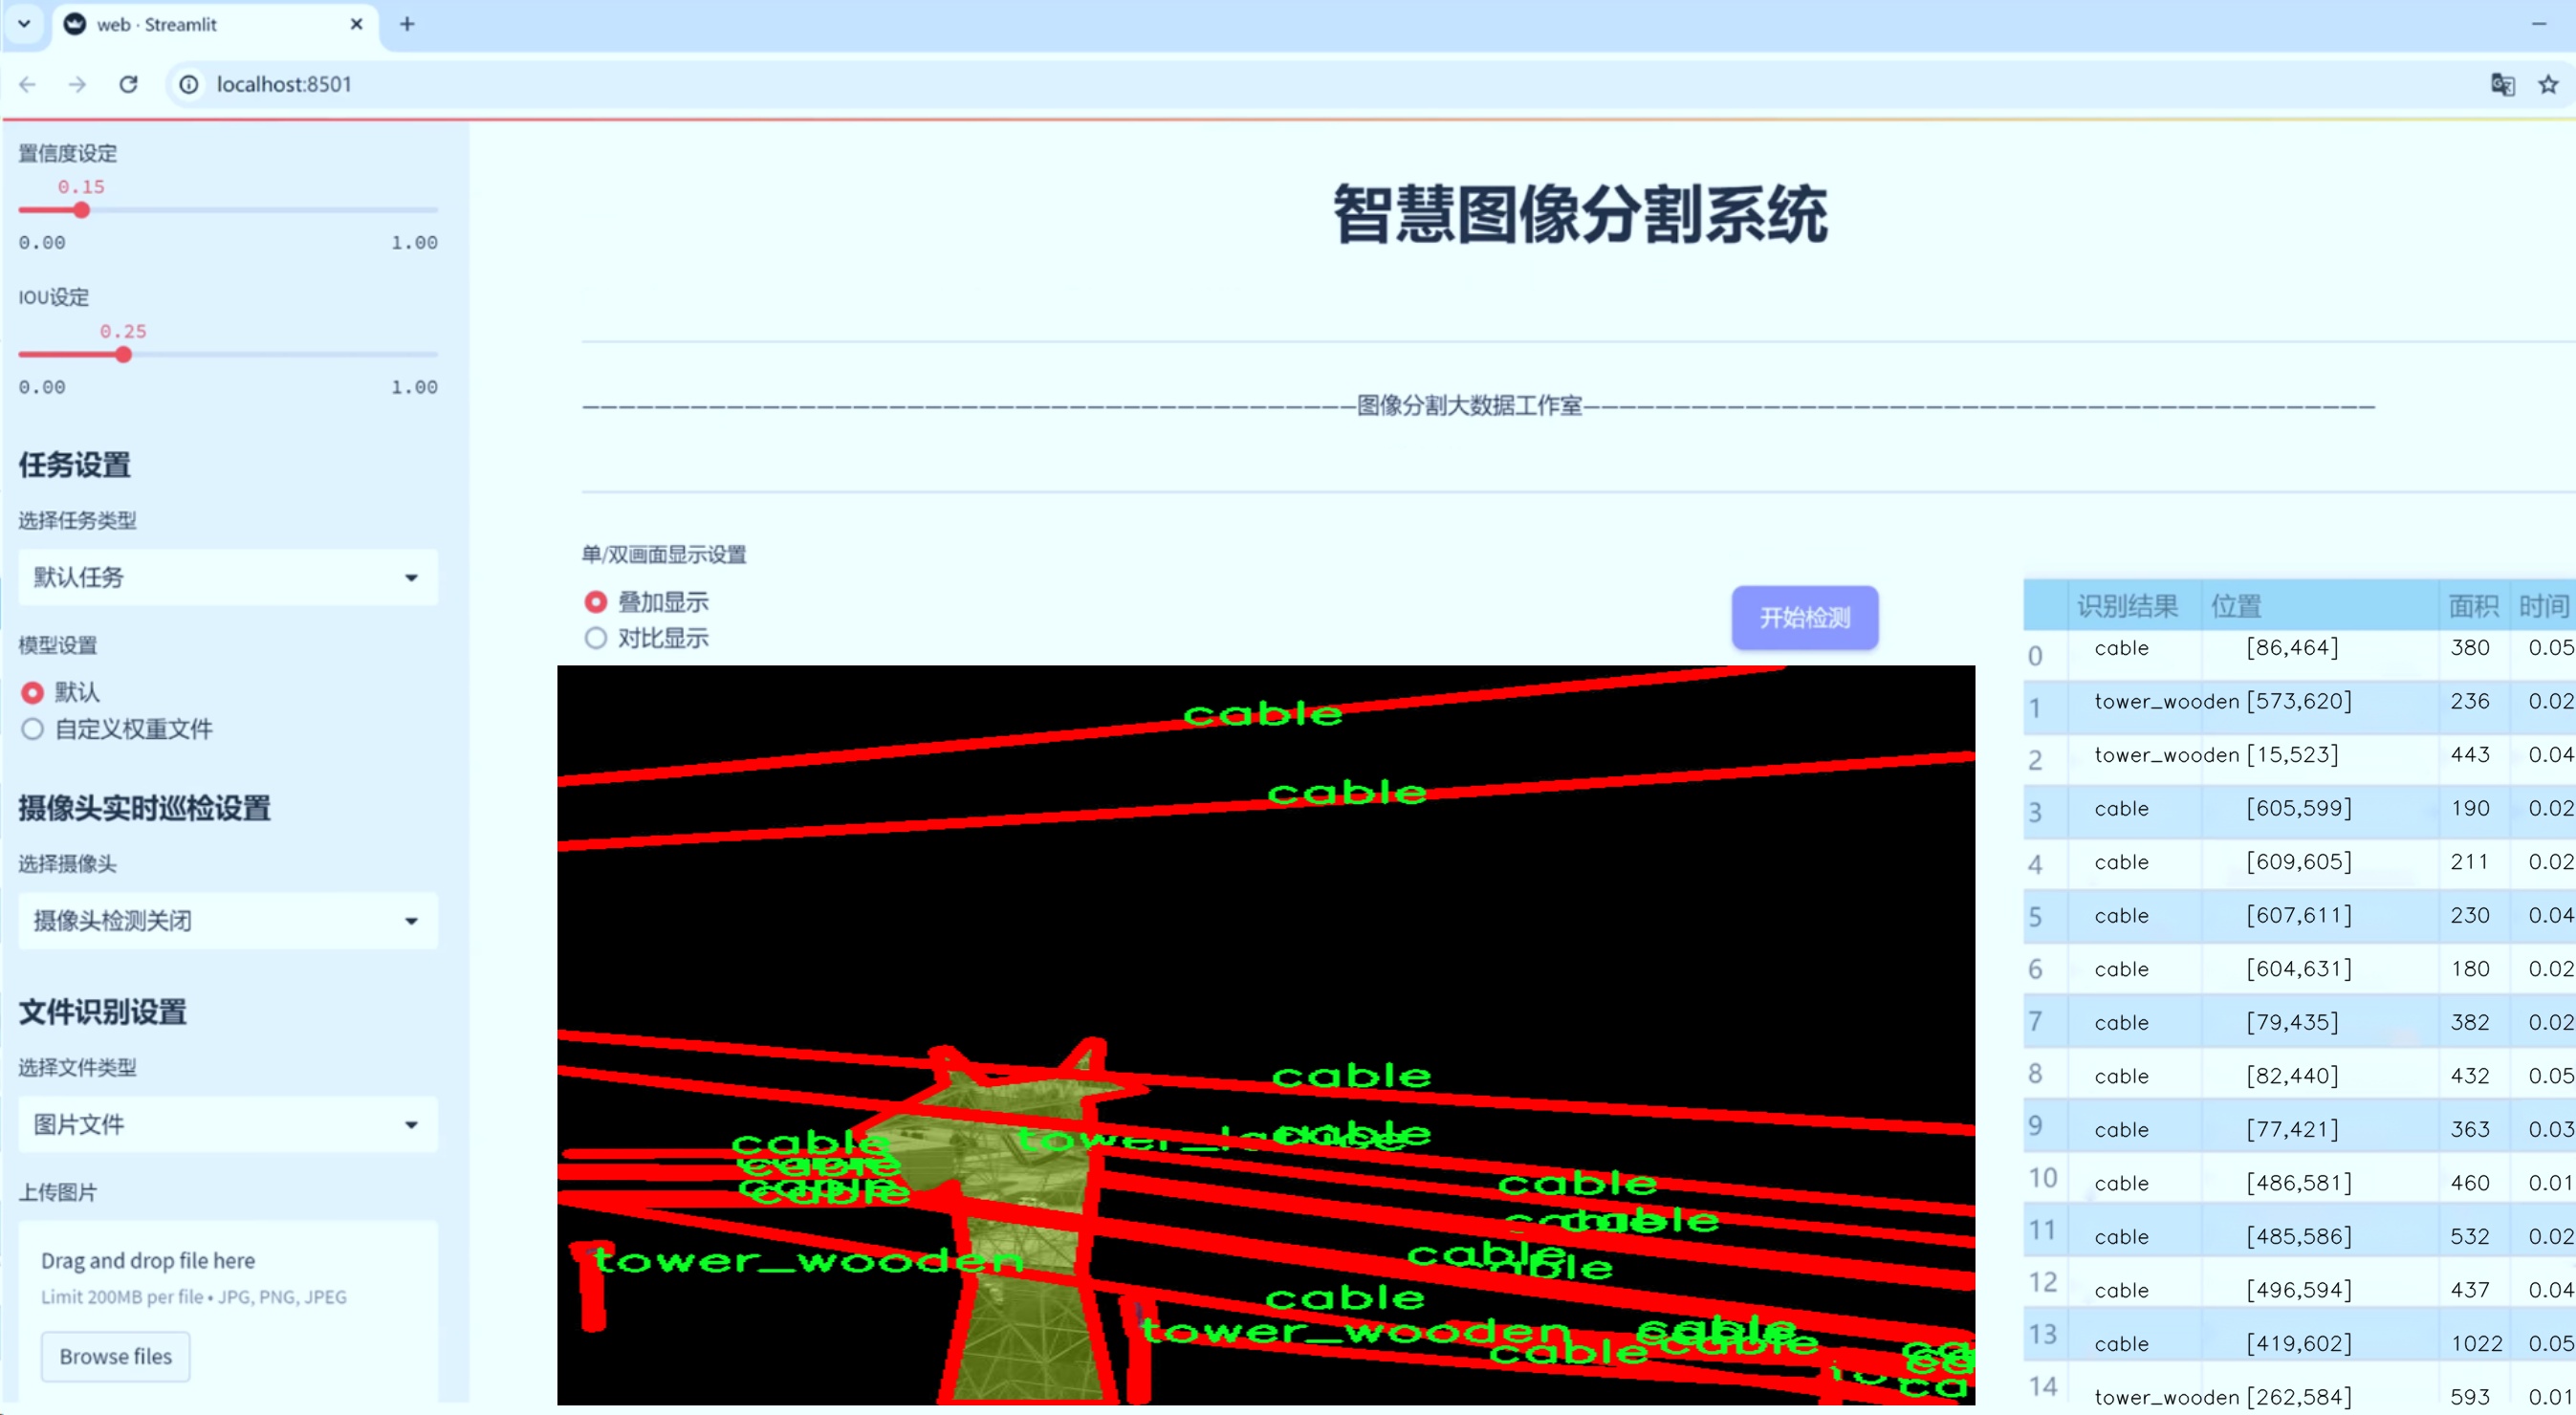 web · Streamlit
localhost:8501
置信度设定
0.15
0.00 1.00
IOU设定
0.25
0.00 1.00
任务设置
选择任务类型
默认任务
模型设置
默认
自定义权重文件
摄像头实时巡检设置
选择摄像头
摄像头检测关闭
文件识别设置
选择文件类型
图片文件
上传图片
Drag and drop file here
Limit 200MB per file • JPG, PNG, JPEG
Browse files
智慧图像分割系统
图像分割大数据工作室
单/双画面显示设置
叠加显示
对比显示
开始检测
cable
cable
cable
cable
cable
cable
cable
cable
tower_wooden
cable
tower_wooden
cable
cable
识别结果 位置 面积 时间
0 cable [86,464] 380 0.05
1 tower_wooden [573,620] 236 0.02
2 tower_wooden [15,523] 443 0.04
3 cable [605,599] 190 0.02
4 cable [609,605] 211 0.02
5 cable [607,611] 230 0.04
6 cable [604,631] 180 0.02
7 cable [79,435] 382 0.02
8 cable [82,440] 432 0.05
9 cable [77,421] 363 0.03
10 cable [486,581] 460 0.01
11 cable [485,586] 532 0.02
12 cable [496,594] 437 0.04
13 cable [419,602] 1022 0.05
14 tower_wooden [262,584] 593 0.01